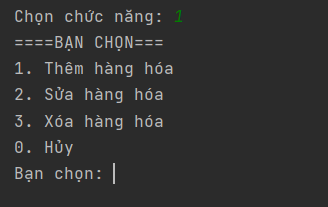 Chọn chức năng: 1
====BẠN CHỌN===
1. Thêm hàng hóa
2. Sửa hàng hóa
3. Xóa hàng hóa
0. Hủy
Bạn chọn: